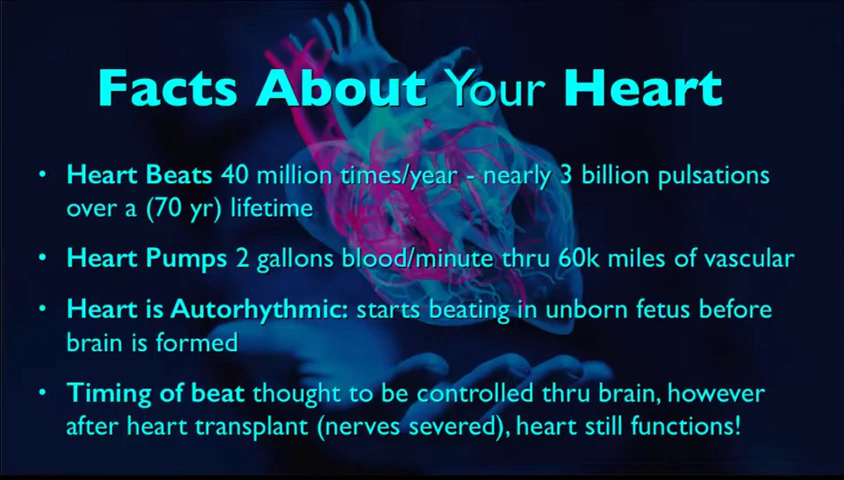 Facts About Your Heart
• Heart Beats 40 million times/year - nearly 3 billion pulsations
over a (70 yr) lifetime
• Heart Pumps 2 gallons blood/minute thru 60k miles of vascular
• Heart is Autorhythmic: starts beating in unborn fetus before
brain is formed
• Timing of beat thought to be controlled thru brain, however
after heart transplant (nerves severed), heart still functions!